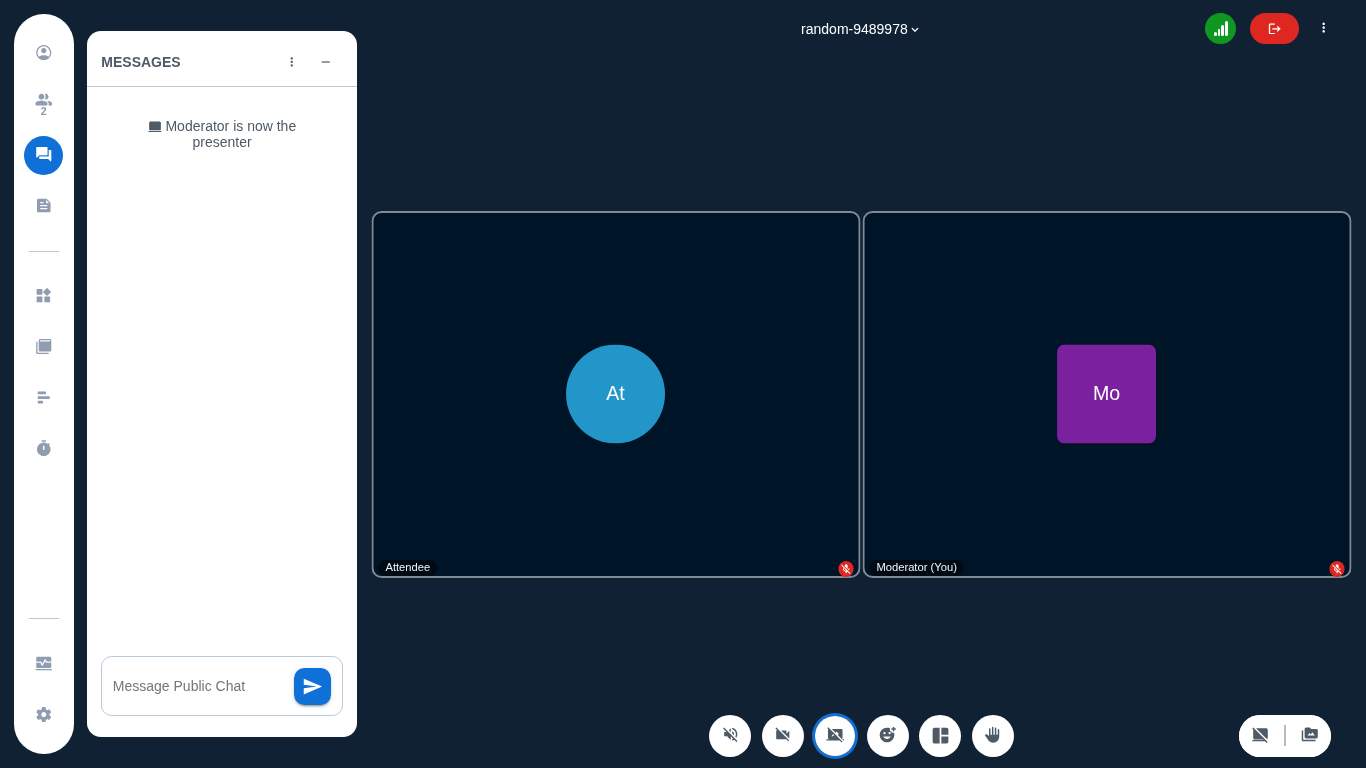 random-9489978
2
MESSAGES
Moderator is now the
presenter
At
Mo
Attendee
Moderator (You)
Message Public Chat